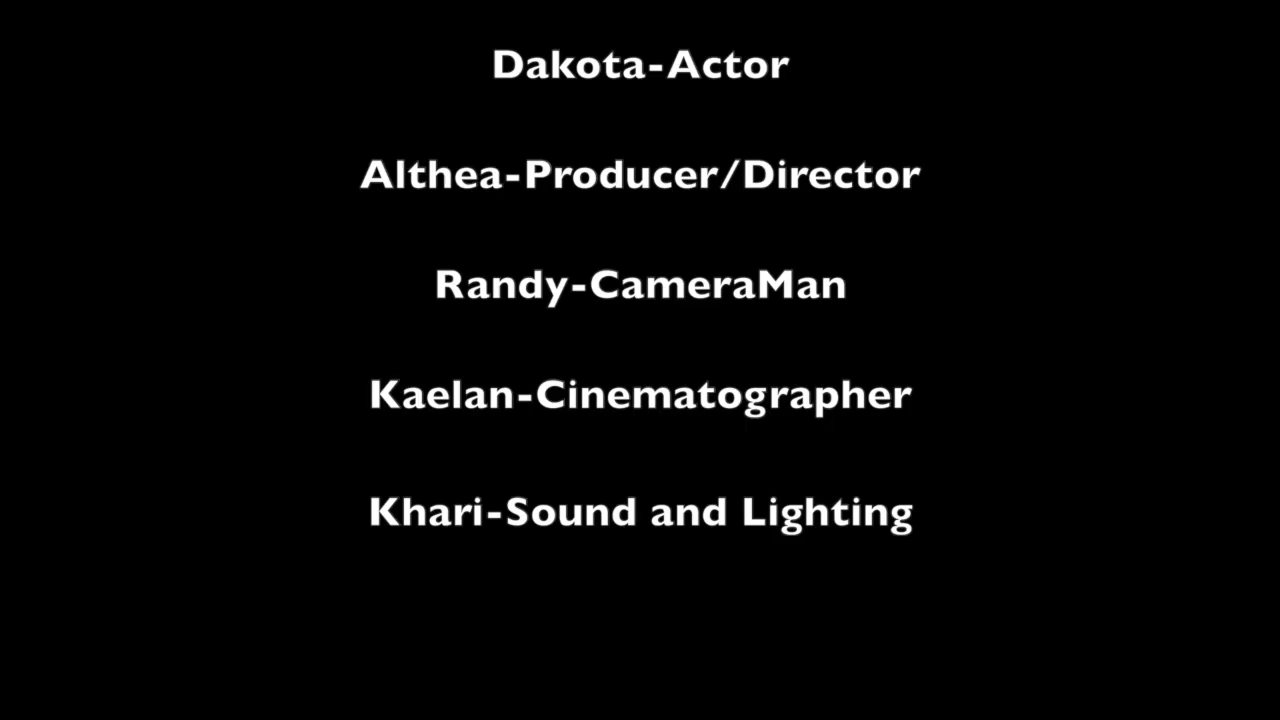 Dakota-Actor
Althea-Producer/Director
Randy-CameraMan
Kaelan-Cinematographer
Khari-Sound and Lighting